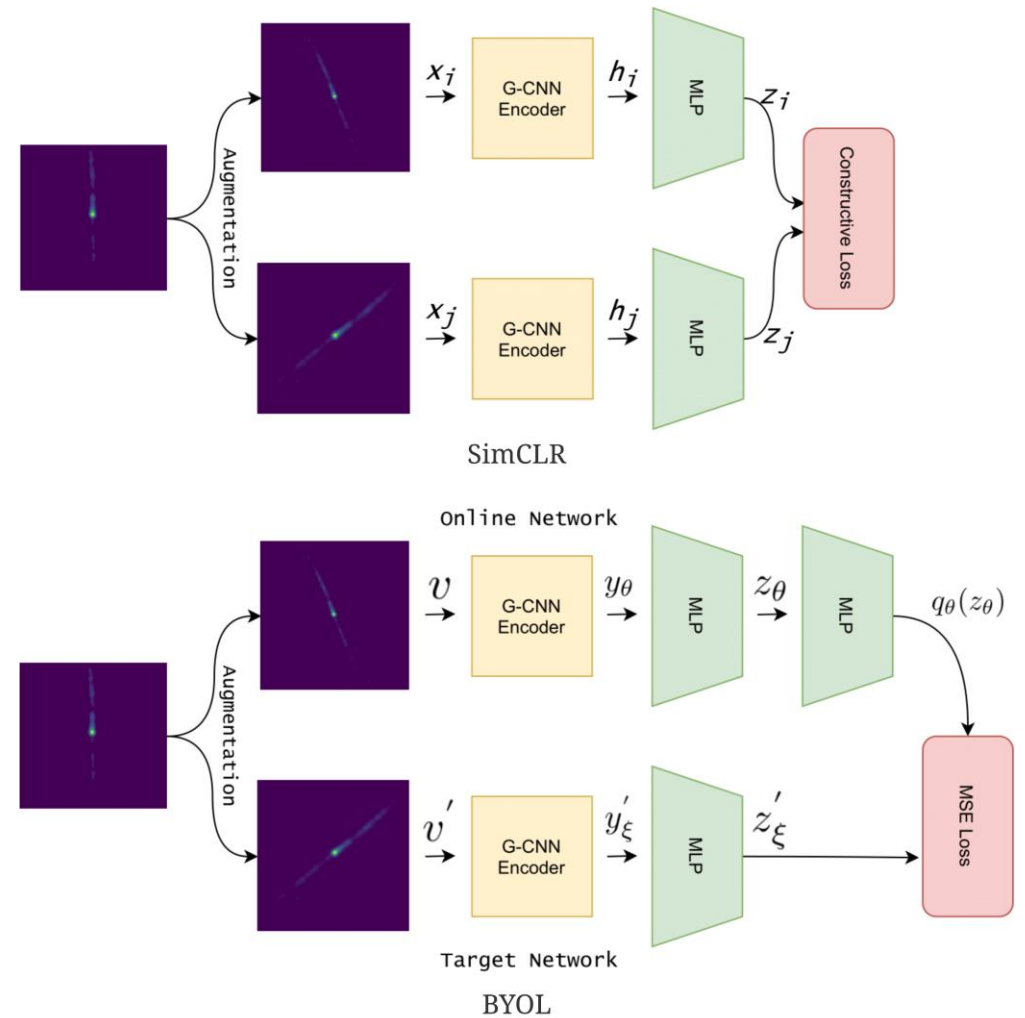 x_i
G-CNN
Encoder
h_i
MLP
z_i
Augmentation
Constructive Loss
x_j
G-CNN
Encoder
h_j
MLP
z_j
SimCLR
Online Network
υ
G-CNN
Encoder
y_θ
MLP
z_θ
MLP
q_θ(z_θ)
Augmentation
MSE Loss
υ'
G-CNN
Encoder
y'_ξ
MLP
z'_ξ
Target Network
BYOL